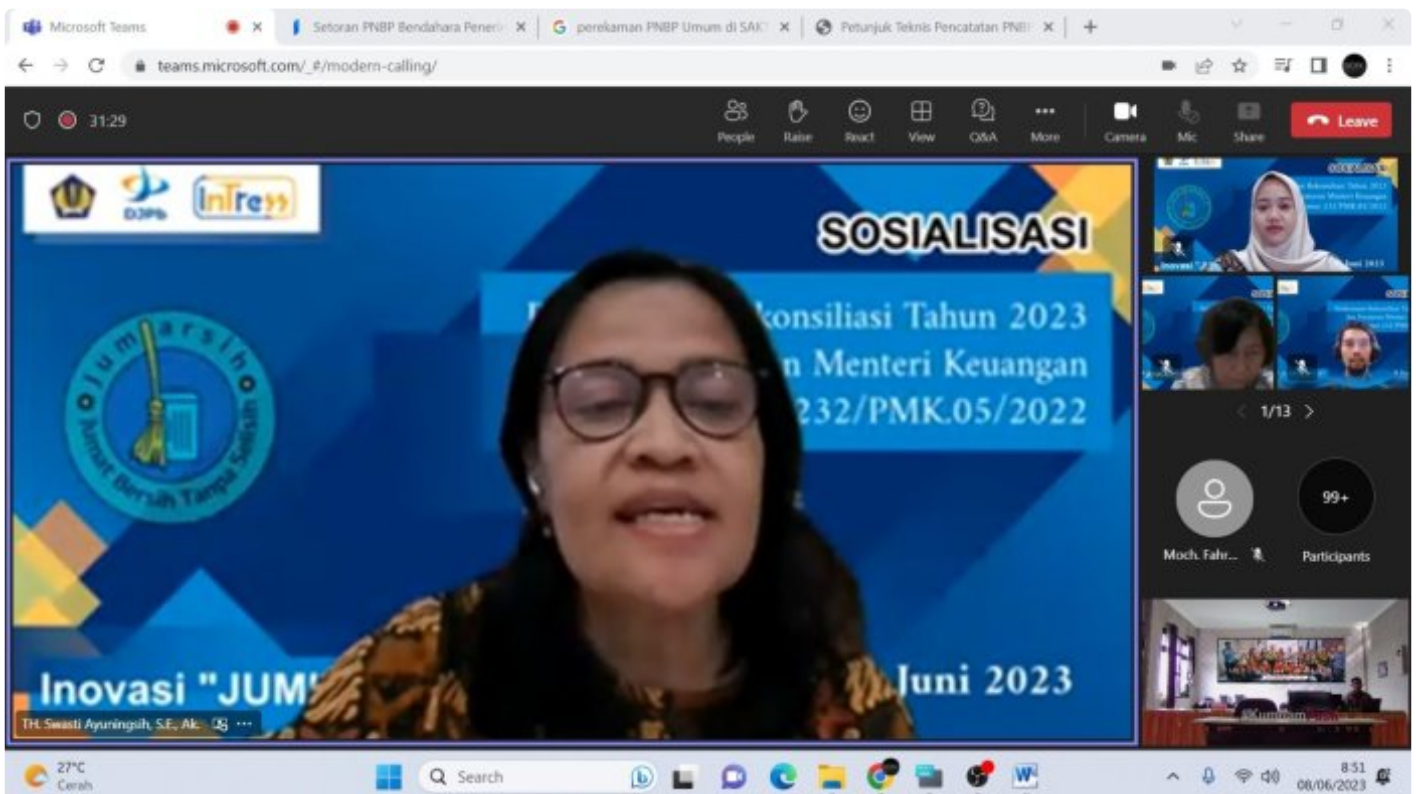 Microsoft Teams
Setoran PNBP Bendahara Peneri
perekaman PNBP Umum di SAKT
Petunjuk Teknis Pencatatan PNBP
teams.microsoft.com/_#/modern-calling/
31:29
People
Raise
React
View
Q&A
More
Camera
Mic
Share
Leave
DJPb
InTress
SOSIALISASI
konsiliasi Tahun 2023
n Menteri Keuangan
232/PMK.05/2022
Jumarsih
Jumat Bersih Tanpa Selisih
Inovasi "JUM
Juni 2023
TH. Swasti Ayuningsih, S.E., Ak.
1/13
99+
Moch. Fahr...
Participants
27°C
Cerah
Search
8:51
08/06/2023